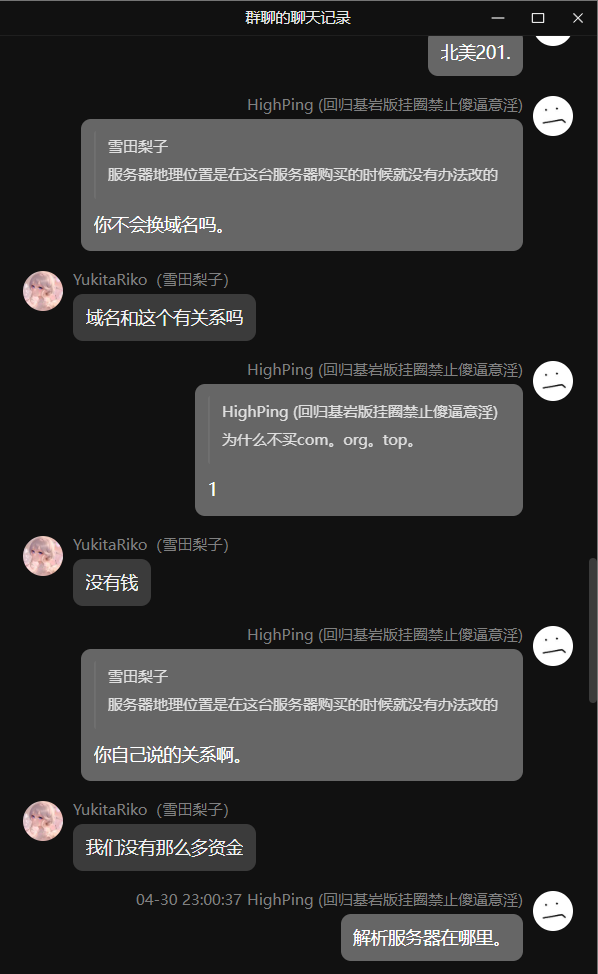 群聊的聊天记录
北美201.
HighPing (回归基岩版挂圈禁止傻逼意淫)
雪田梨子
服务器地理位置是在这台服务器购买的时候就没有办法改的
你不会换域名吗。
YukitaRiko（雪田梨子）
域名和这个有关系吗
HighPing (回归基岩版挂圈禁止傻逼意淫)
HighPing (回归基岩版挂圈禁止傻逼意淫)
为什么不买com。org。top。
1
YukitaRiko（雪田梨子）
没有钱
HighPing (回归基岩版挂圈禁止傻逼意淫)
雪田梨子
服务器地理位置是在这台服务器购买的时候就没有办法改的
你自己说的关系啊。
YukitaRiko（雪田梨子）
我们没有那么多资金
04-30 23:00:37 HighPing (回归基岩版挂圈禁止傻逼意淫)
解析服务器在哪里。